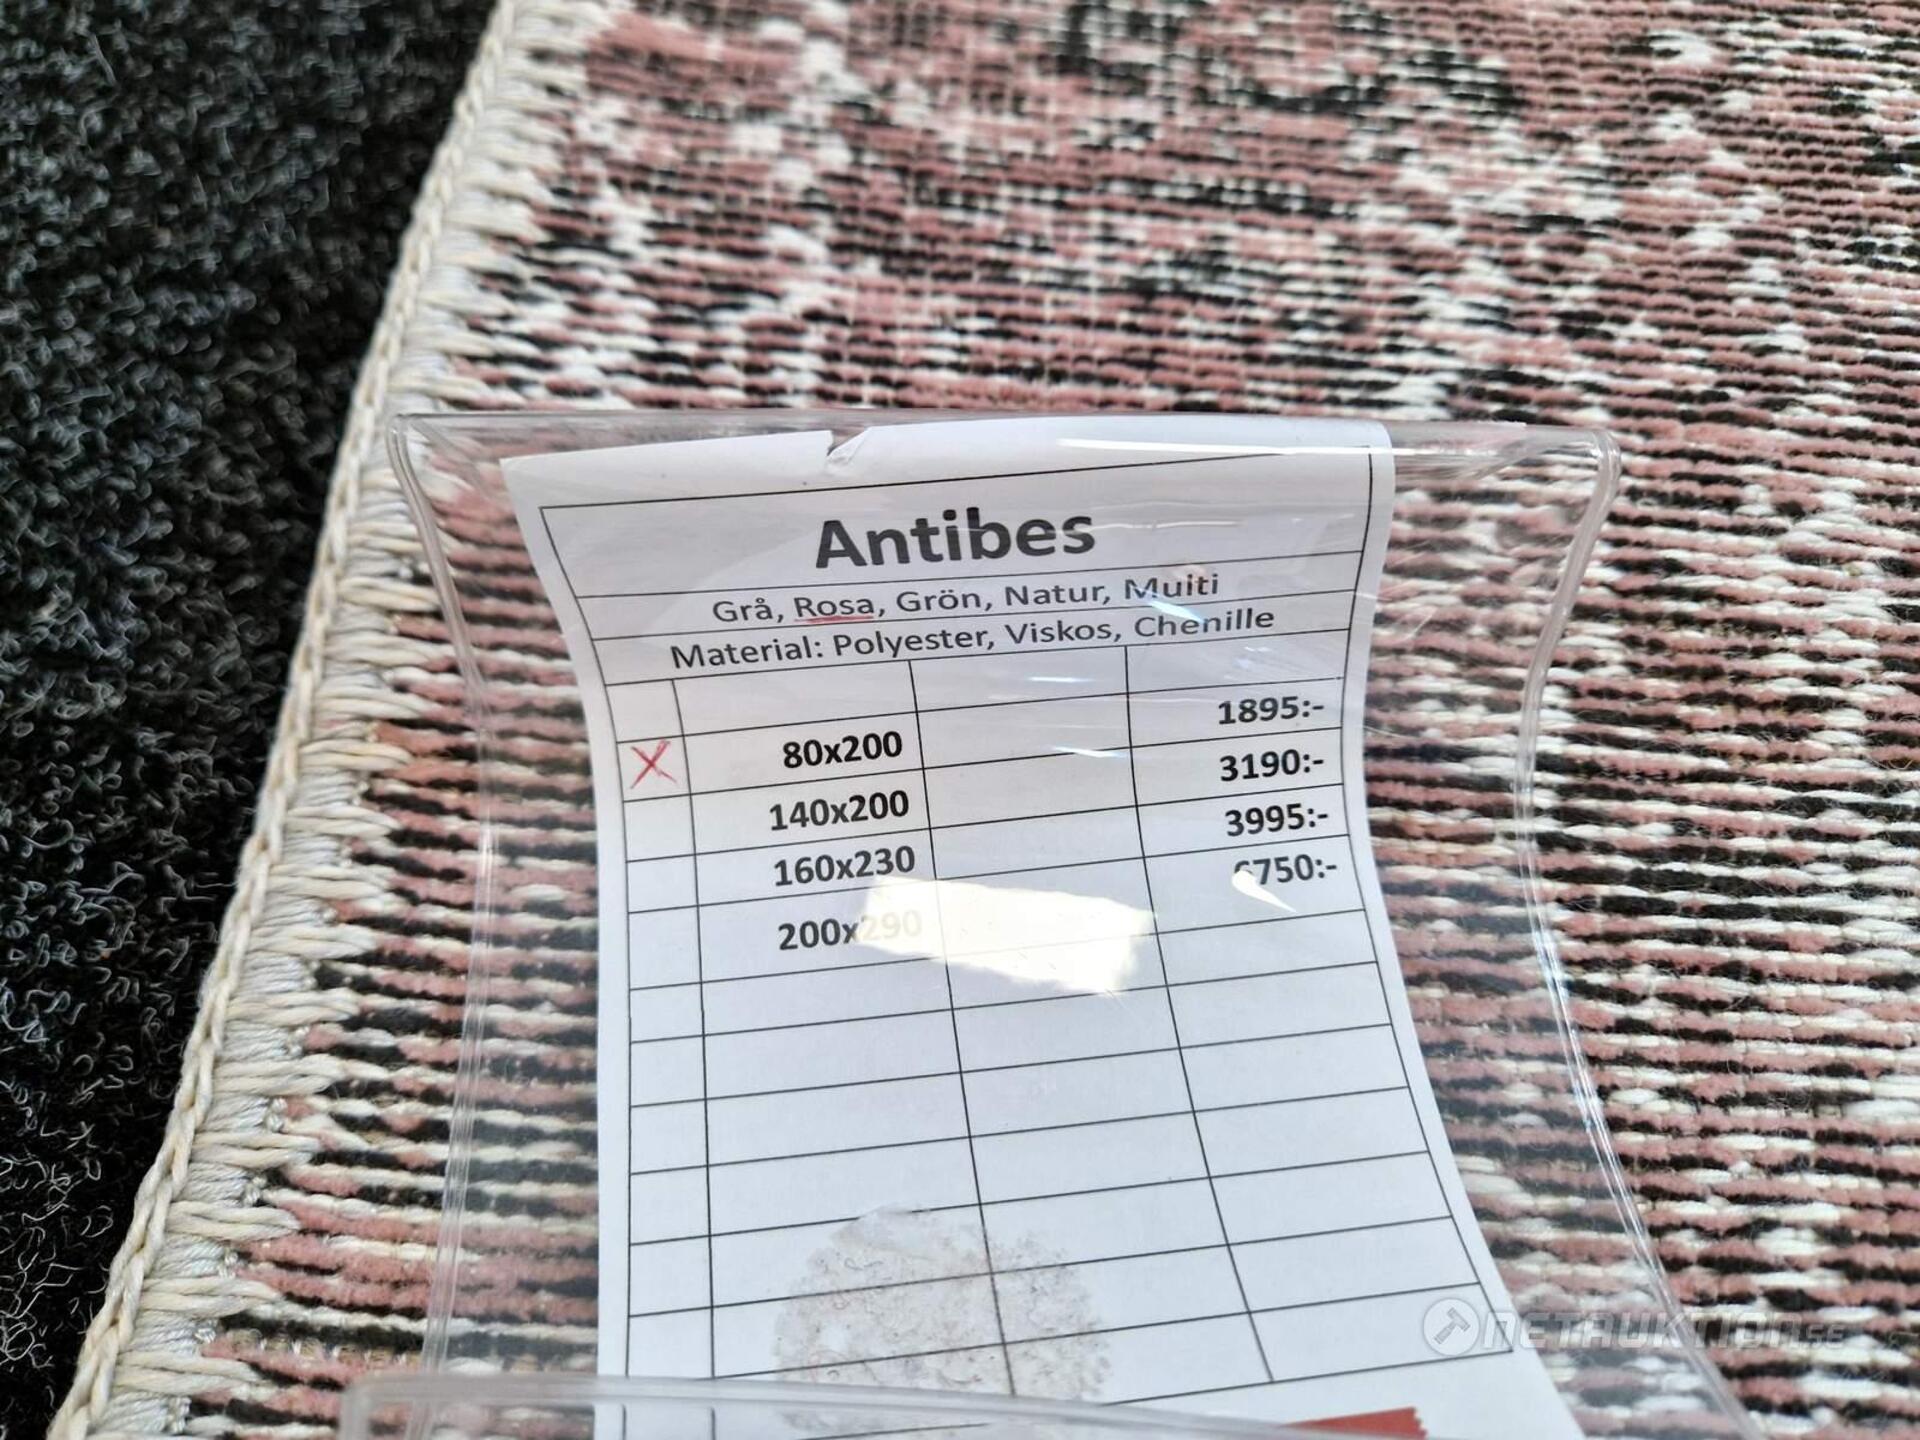 Antibes
Grå, Rosa, Grön, Natur, Multi
Material: Polyester, Viskos, Chenille
X 80x200 1895:-
140x200 3190:-
160x230 3995:-
200x290 6750:-
NETAUKTION.SE